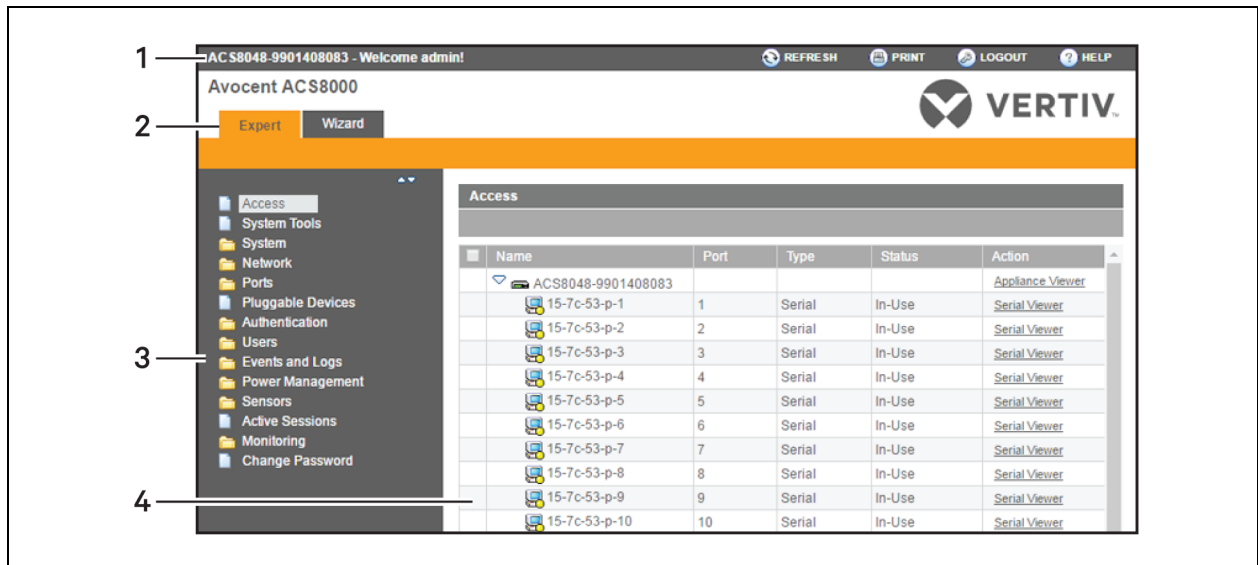 1
ACS8048-9901408083 - Welcome admin!
REFRESH
PRINT
LOGOUT
HELP
Avocent ACS8000
VERTIV™
2
Expert
Wizard
Access
System Tools
System
Network
Ports
Pluggable Devices
Authentication
Users
3
Events and Logs
Power Management
Sensors
Active Sessions
Monitoring
Change Password
4
Access
Name Port Type Status Action
ACS8048-9901408083 Appliance Viewer
15-7c-53-p-1 1 Serial In-Use Serial Viewer
15-7c-53-p-2 2 Serial In-Use Serial Viewer
15-7c-53-p-3 3 Serial In-Use Serial Viewer
15-7c-53-p-4 4 Serial In-Use Serial Viewer
15-7c-53-p-5 5 Serial In-Use Serial Viewer
15-7c-53-p-6 6 Serial In-Use Serial Viewer
15-7c-53-p-7 7 Serial In-Use Serial Viewer
15-7c-53-p-8 8 Serial In-Use Serial Viewer
15-7c-53-p-9 9 Serial In-Use Serial Viewer
15-7c-53-p-10 10 Serial In-Use Serial Viewer